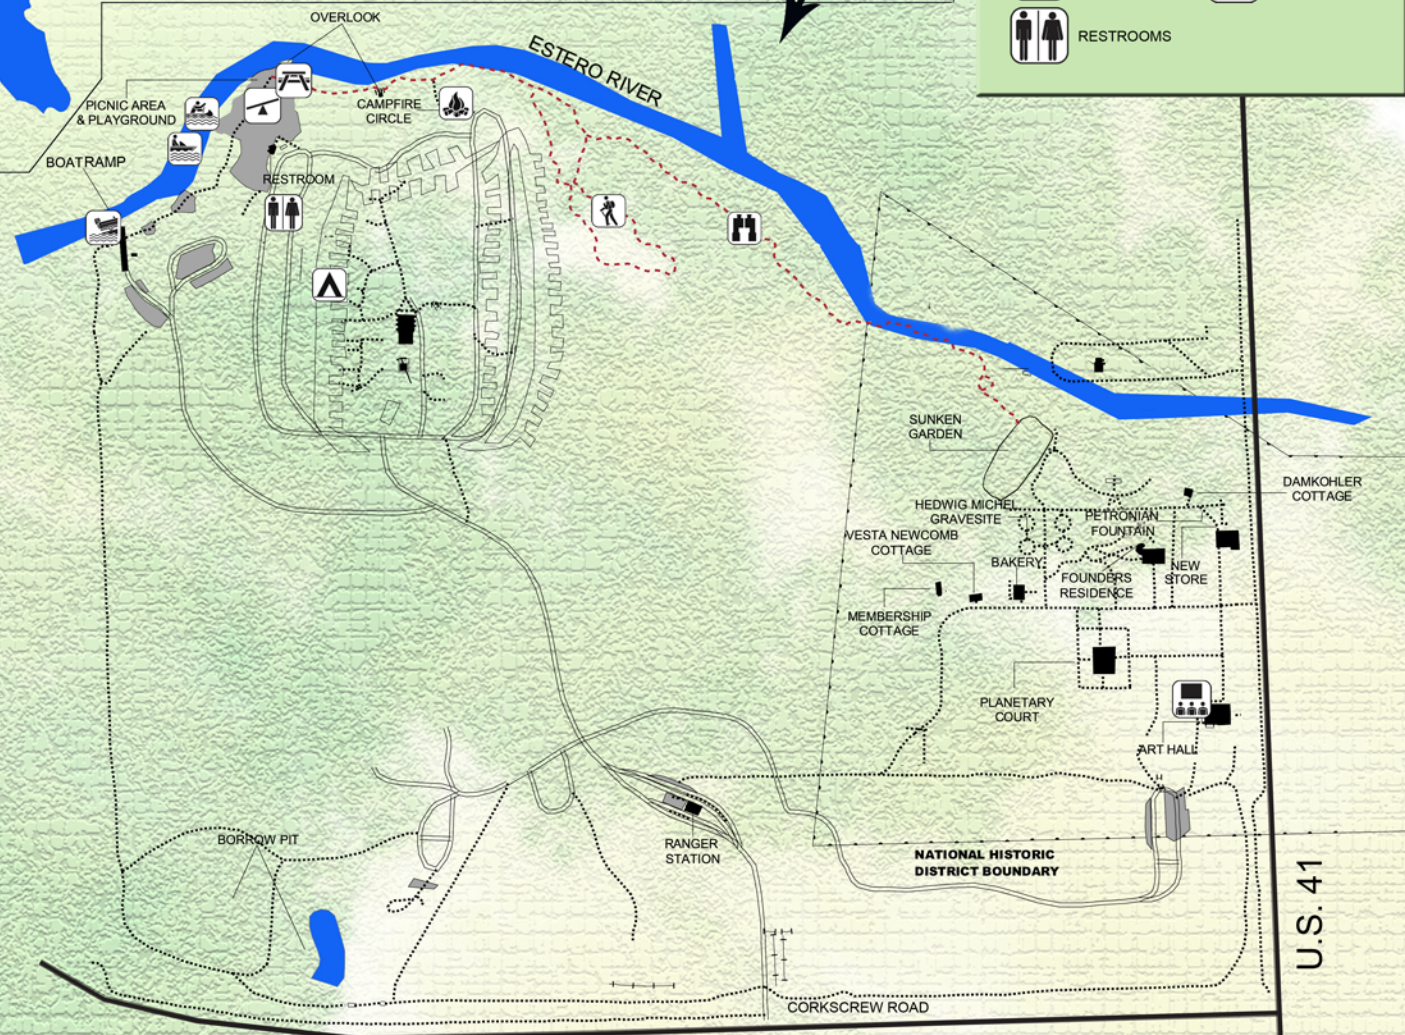 OVERLOOK
RESTROOMS
ESTERO RIVER
PICNIC AREA
& PLAYGROUND
CAMPFIRE
CIRCLE
BOAT RAMP
RESTROOM
SUNKEN
GARDEN
DAMKOHLER
COTTAGE
HEDWIG MICHEL
GRAVESITE
PETRONIAN
FOUNTAIN
VESTA NEWCOMB
COTTAGE
BAKERY
NEW
STORE
FOUNDERS
RESIDENCE
MEMBERSHIP
COTTAGE
PLANETARY
COURT
ART HALL
BORROW PIT
RANGER
STATION
NATIONAL HISTORIC
DISTRICT BOUNDARY
U.S. 41
CORKSCREW ROAD